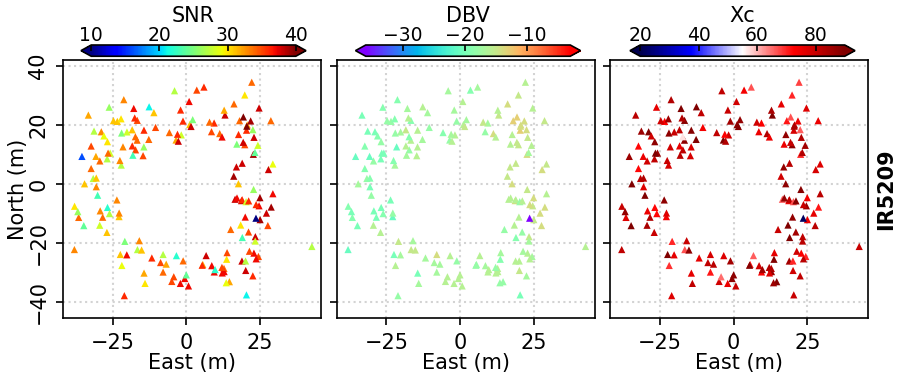 SNR DBV Xc
10 20 30 40 −30 −20 −10 20 40 60 80
40
20
0
−20
−40
North (m)
IR5209
−25 0 25 −25 0 25 −25 0 25
East (m) East (m) East (m)